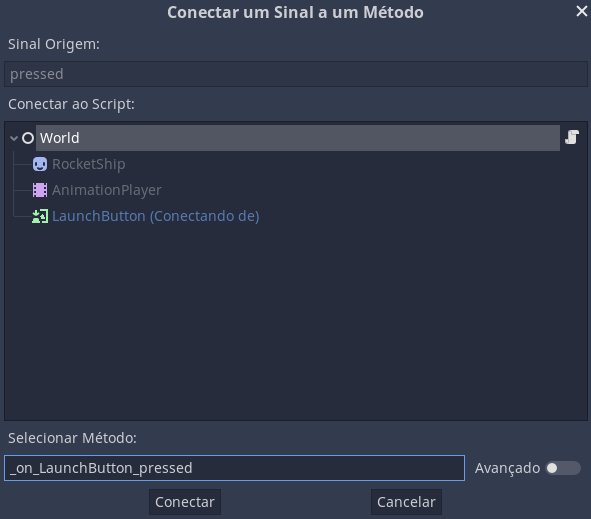 Conectar um Sinal a um Método
Sinal Origem:
pressed
Conectar ao Script:
World
RocketShip
AnimationPlayer
LaunchButton (Conectando de)
Selecionar Método:
_on_LaunchButton_pressed
Avançado
Conectar
Cancelar